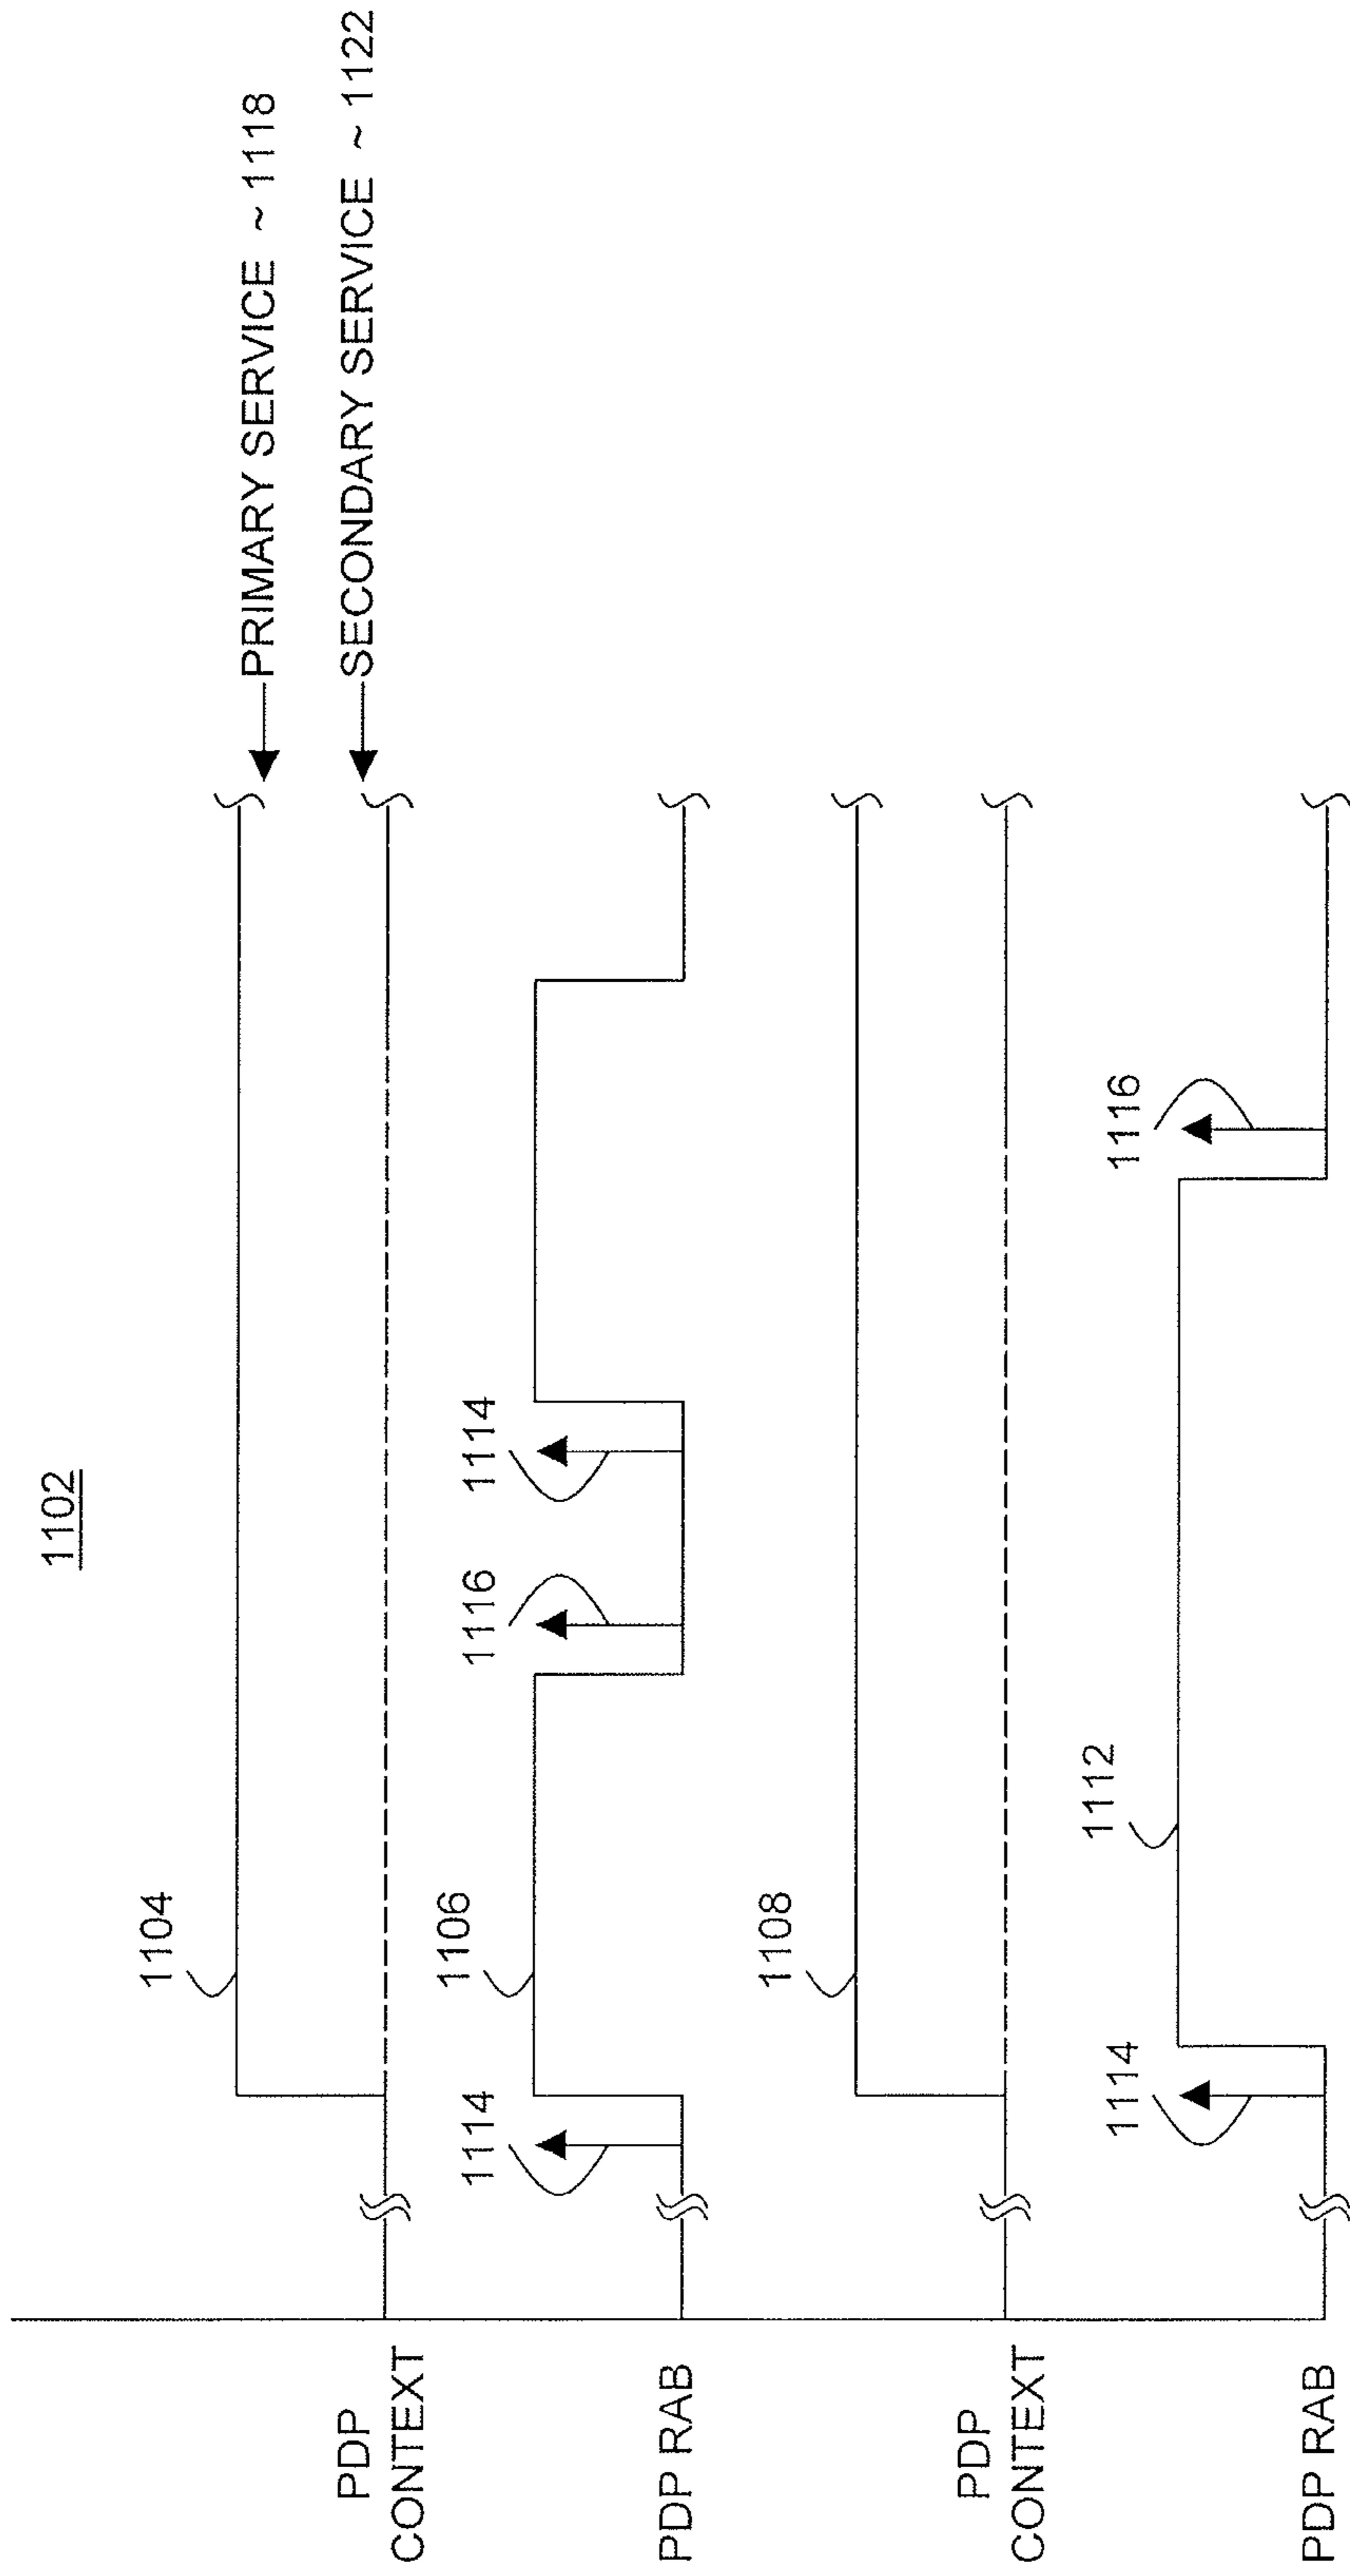 1102
PRIMARY SERVICE ~ 1118
SECONDARY SERVICE ~ 1122
1104
PDP
CONTEXT
1114
1106
1116
1114
PDP RAB
1108
PDP
CONTEXT
1114
1112
1116
PDP RAB